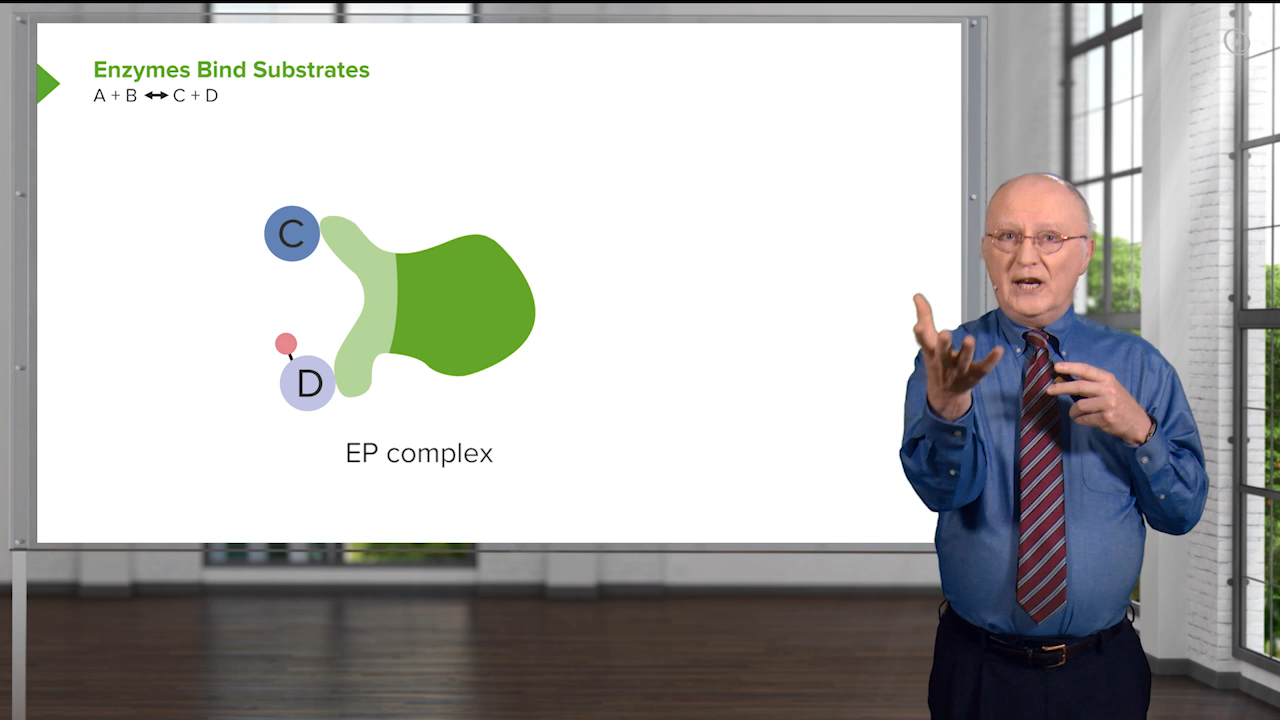 Enzymes Bind Substrates
A + B ↔ C + D
C
D
EP complex